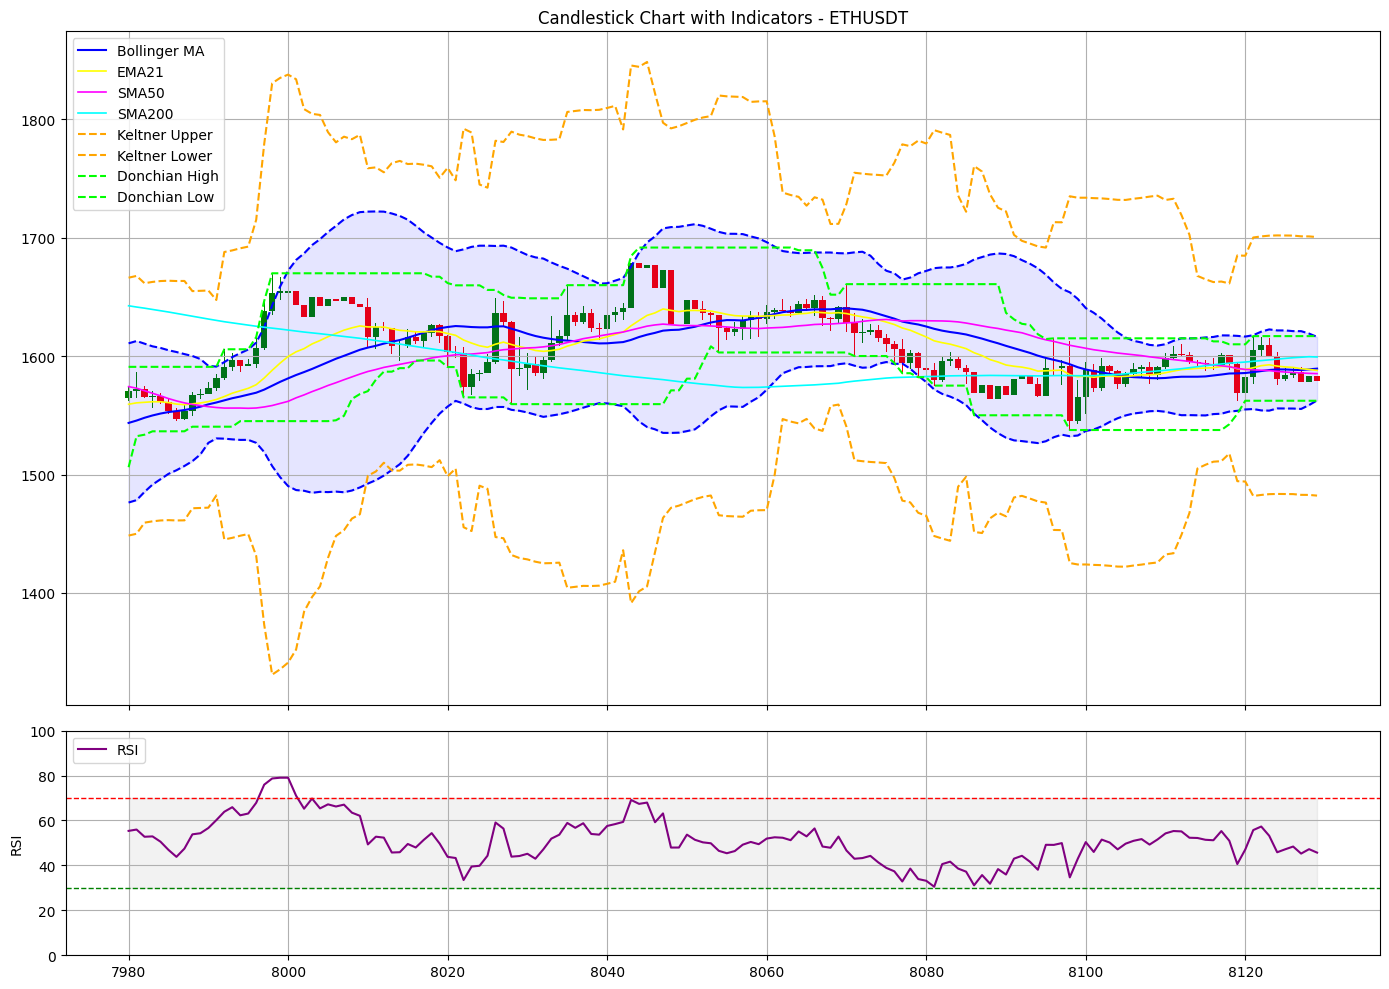 Candlestick Chart with Indicators - ETHUSDT
Bollinger MA
EMA21
SMA50
SMA200
Keltner Upper
Keltner Lower
Donchian High
Donchian Low
1800
1700
1600
1500
1400
RSI
100
80
60
40
20
0
RSI
7980 8000 8020 8040 8060 8080 8100 8120